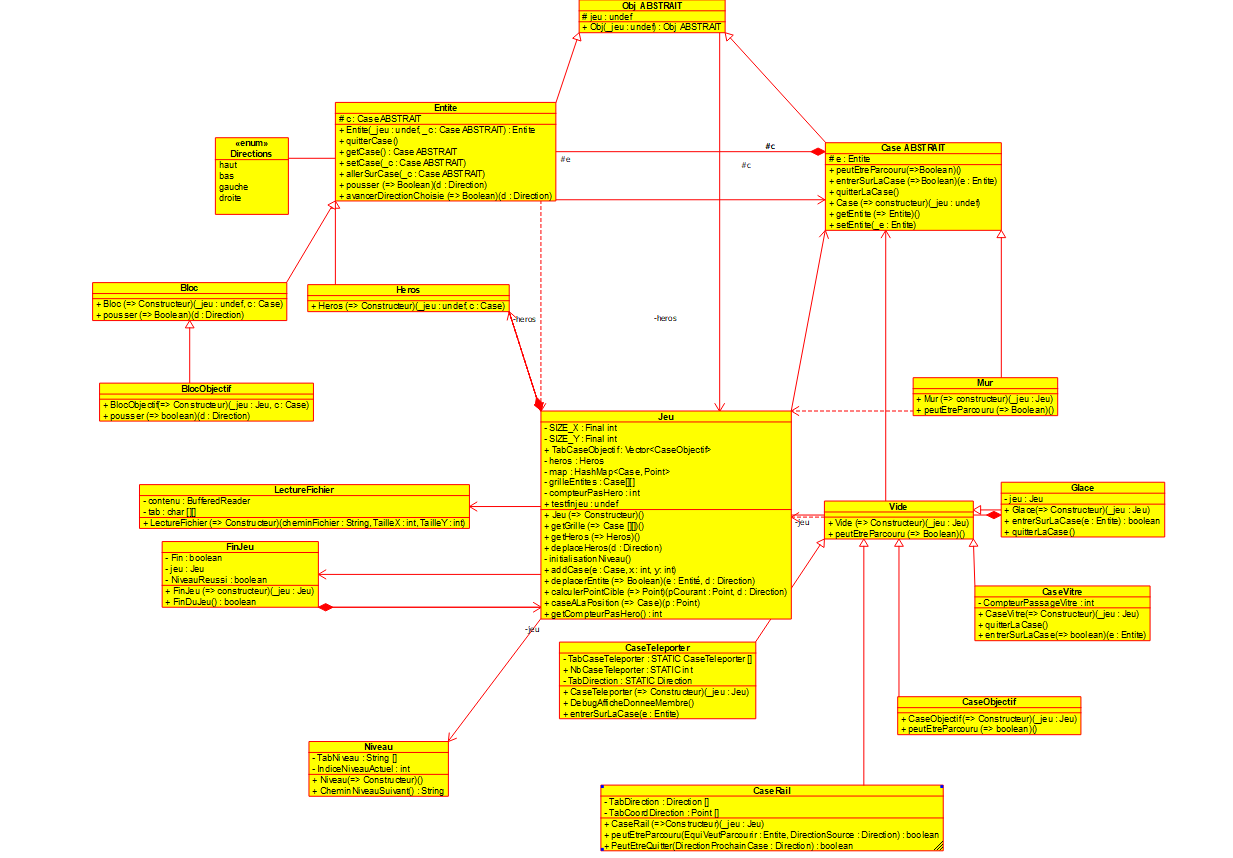 Obj ABSTRAIT
# jeu : undef
+ Obj(_jeu : undef) : Obj ABSTRAIT
Entite
# c : Case ABSTRAIT
+ Entite(_jeu : undef, _c : Case ABSTRAIT) : Entite
+ quitterCase()
+ getCase() : Case ABSTRAIT
+ setCase(_c : Case ABSTRAIT)
+ allerSurCase(_c : Case ABSTRAIT)
+ pousser (=> Boolean)(d : Direction)
+ avancerDirectionChoisie (=> Boolean)(d : Direction)
«enum»
Directions
haut
bas
gauche
droite
#e
#c
#c
Case ABSTRAIT
# e : Entite
+ peutEtreParcouru(=>Boolean)()
+ entrerSurLaCase (=>Boolean)(e : Entite)
+ quitterLaCase()
+ Case (=> constructeur)(_jeu : undef)
+ getEntite (=> Entite)()
+ setEntite(_e : Entite)
Bloc
+ Bloc (=> Constructeur)(_jeu : undef, c : Case)
+ pousser (=> Boolean)(d : Direction)
Heros
+ Heros (=> Constructeur)(_jeu : undef, c : Case)
-heros
-heros
BlocObjectif
+ BlocObjectif(=> Constructeur)(_jeu : Jeu, c : Case)
+ pousser (=> boolean)(d : Direction)
Mur
+ Mur (=> constructeur)(_jeu : Jeu)
+ peutEtreParcouru (=> Boolean)()
Jeu
- SIZE_X : Final int
- SIZE_Y : Final int
+ TabCaseObjectif : Vector<CaseObjectif>
- heros : Heros
- map : HashMap<Case, Point>
- grilleEntites : Case[][]
- compteurPasHero : int
+ testInjeu : undef
+ Jeu (=> Constructeur)()
+ getGrille (=> Case [][])()
+ getHeros (=> Heros)()
+ deplaceHeros(d : Direction)
- initialisationNiveau()
+ addCase(e : Case, x : int, y: int)
+ deplacerEntite (=> Boolean)(e : Entité, d : Direction)
+ calculerPointCible (=> Point)(pCourant : Point, d : Direction)
+ caseALaPosition (=> Case)(p : Point)
+ getCompteurPasHero() : int
LectureFichier
- contenu : BufferedReader
- tab : char [][]
+ LectureFichier (=> Constructeur)(cheminFichier : String, TailleX : int, TailleY : int)
FinJeu
- Fin : boolean
- jeu : Jeu
- NiveauReussi : boolean
+ FinJeu (=> constructeur)(_jeu : Jeu)
+ FinDuJeu() : boolean
-jeu
-jeu
Vide
+ Vide (=> Constructeur)(_jeu : Jeu)
+ peutEtreParcouru (=> Boolean)()
Glace
- jeu : Jeu
+ Glace(=> Constructeur)(_jeu : Jeu)
+ entrerSurLaCase(e : Entite) : boolean
+ quitterLaCase()
CaseVitre
- CompteurPassageVitre : int
+ CaseVitre(=> Constructeur)(_jeu : Jeu)
+ quitterLaCase()
+ entrerSurLaCase(=> boolean)(e : Entite)
CaseTeleporter
- TabCaseTeleporter : STATIC CaseTeleporter []
+ NbCaseTeleporter : STATIC int
- TabDirection : STATIC Direction
+ CaseTeleporter (=> Constructeur)(_jeu : Jeu)
+ DebugAfficheDonneeMembre()
+ entrerSurLaCase(e : Entite)
CaseObjectif
+ CaseObjectif(=> Constructeur)(_jeu : Jeu)
+ peutEtreParcouru (=> boolean)()
Niveau
- TabNiveau : String []
- IndiceNiveauActuel : int
+ Niveau(=> Constructeur)()
+ CheminNiveauSuivant() : String
CaseRail
- TabDirection : Direction []
- TabCoordDirection : Point []
+ CaseRail (=>Constructeur)(_jeu : Jeu)
+ peutEtreParcouru(EquiVeutParcourir : Entite, DirectionSource : Direction) : boolean
+ PeutEtreQuitter(DirectionProchainCase : Direction) : boolean